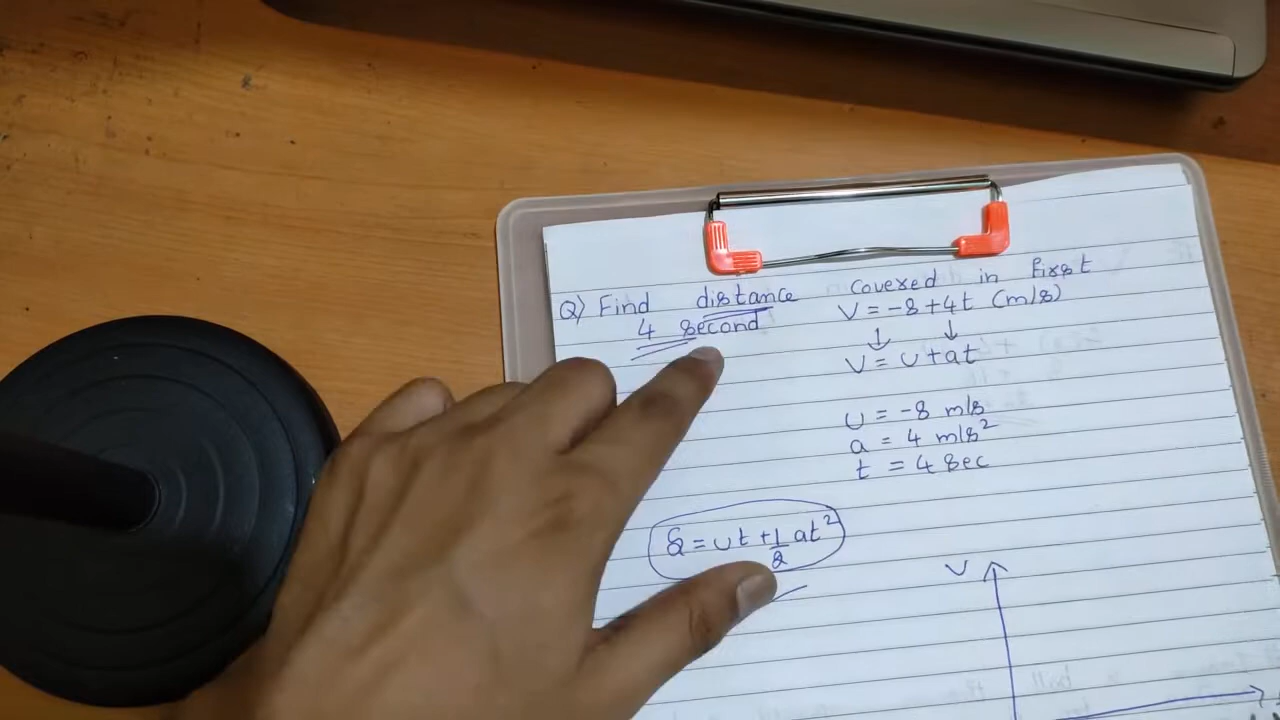 Q) Find distance covered in first
4 second V = -8+4t (m/s)
↓ ↓
V = u+at
u = -8 m/s
a = 4 m/s²
t = 4 sec
S = ut + 1/2 at²
V